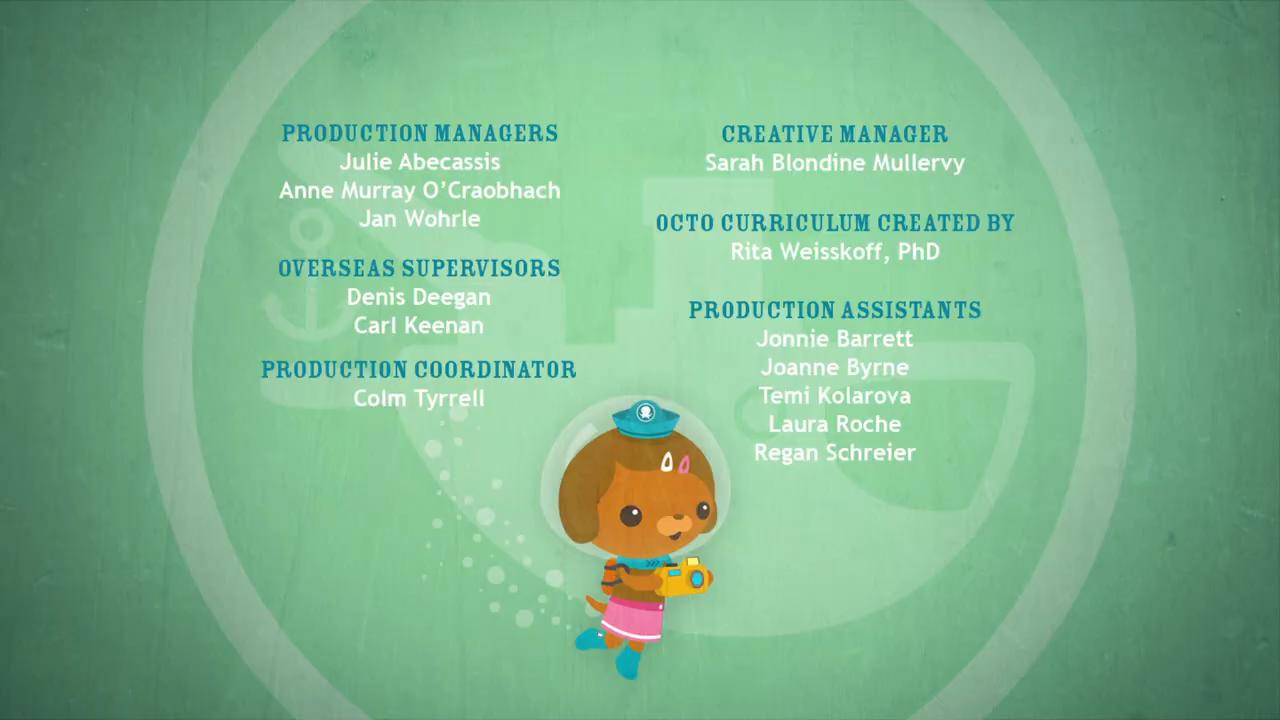 PRODUCTION MANAGERS
Julie Abecassis
Anne Murray O'Craobhach
Jan Wohrle
OVERSEAS SUPERVISORS
Denis Deegan
Carl Keenan
PRODUCTION COORDINATOR
Colm Tyrrell
CREATIVE MANAGER
Sarah Blondine Mullervy
OCTO CURRICULUM CREATED BY
Rita Weisskoff, PhD
PRODUCTION ASSISTANTS
Jonnie Barrett
Joanne Byrne
Temi Kolarova
Laura Roche
Regan Schreier